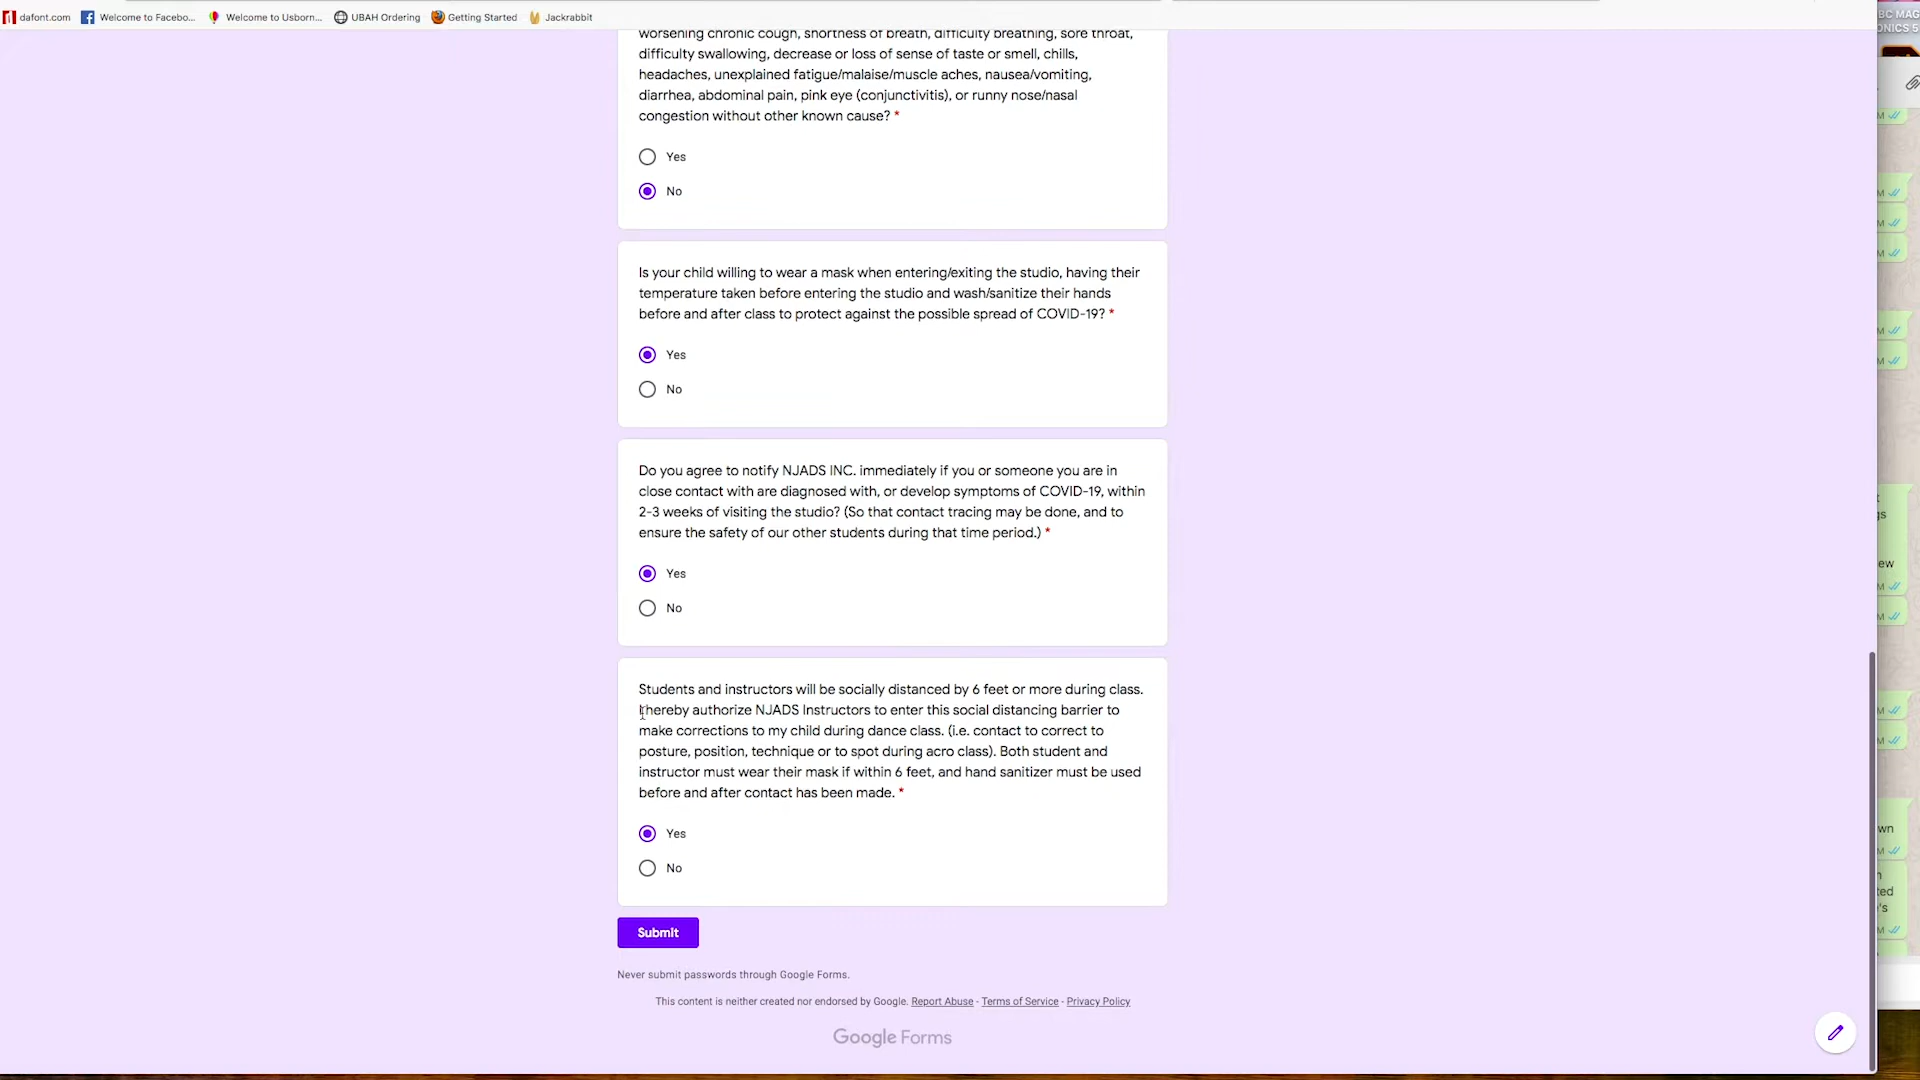 dafont.com Welcome to Facebo... Welcome to Usborn... UBAH Ordering Getting Started Jackrabbit
BC MAG
ONICS 5
worsening chronic cough, shortness of breath, difficulty breathing, sore throat,
difficulty swallowing, decrease or loss of sense of taste or smell, chills,
headaches, unexplained fatigue/malaise/muscle aches, nausea/vomiting,
diarrhea, abdominal pain, pink eye (conjunctivitis), or runny nose/nasal
congestion without other known cause? *
Yes
No
Is your child willing to wear a mask when entering/exiting the studio, having their
temperature taken before entering the studio and wash/sanitize their hands
before and after class to protect against the possible spread of COVID-19? *
Yes
No
Do you agree to notify NJADS INC. immediately if you or someone you are in
close contact with are diagnosed with, or develop symptoms of COVID-19, within
2-3 weeks of visiting the studio? (So that contact tracing may be done, and to
ensure the safety of our other students during that time period.) *
Yes
No
Students and instructors will be socially distanced by 6 feet or more during class.
I hereby authorize NJADS Instructors to enter this social distancing barrier to
make corrections to my child during dance class. (i.e. contact to correct to
posture, position, technique or to spot during acro class). Both student and
instructor must wear their mask if within 6 feet, and hand sanitizer must be used
before and after contact has been made. *
Yes
No
Submit
Never submit passwords through Google Forms.
This content is neither created nor endorsed by Google. Report Abuse - Terms of Service - Privacy Policy
Google Forms